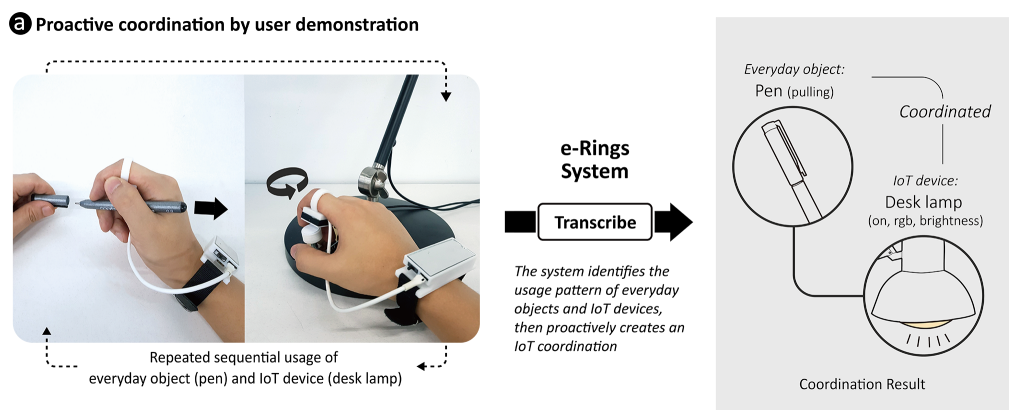 a Proactive coordination by user demonstration
Repeated sequential usage of
everyday object (pen) and IoT device (desk lamp)
e-Rings
System
Transcribe
The system identifies the
usage pattern of everyday
objects and IoT devices,
then proactively creates an
IoT coordination
Everyday object:
Pen (pulling)
Coordinated
IoT device:
Desk lamp
(on, rgb, brightness)
Coordination Result